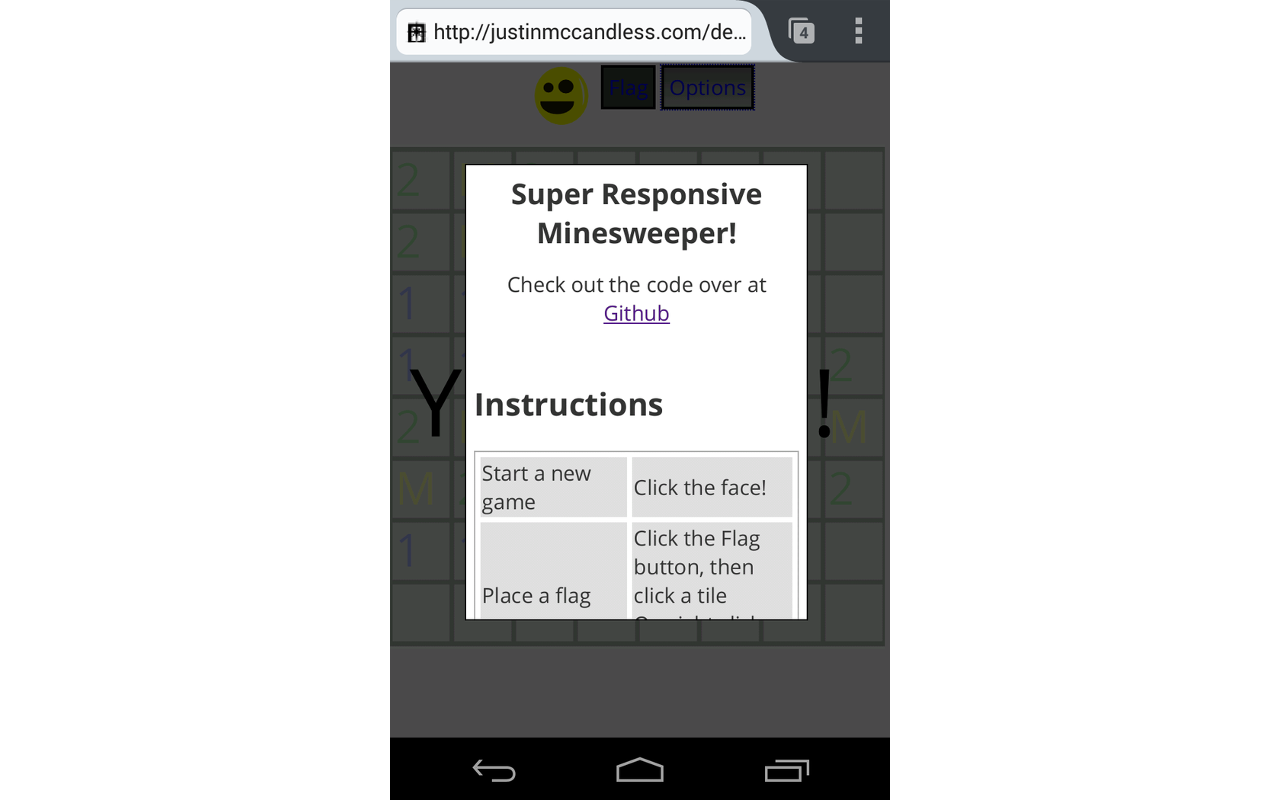 http://justinmccandless.com/de...
4
Flag
Options
2
2
1
1
2
Y
!
M
2
M
2
1
Super Responsive
Minesweeper!
Check out the code over at
Github
Instructions
Start a new
game
Click the face!
Place a flag
Click the Flag
button, then
click a tile